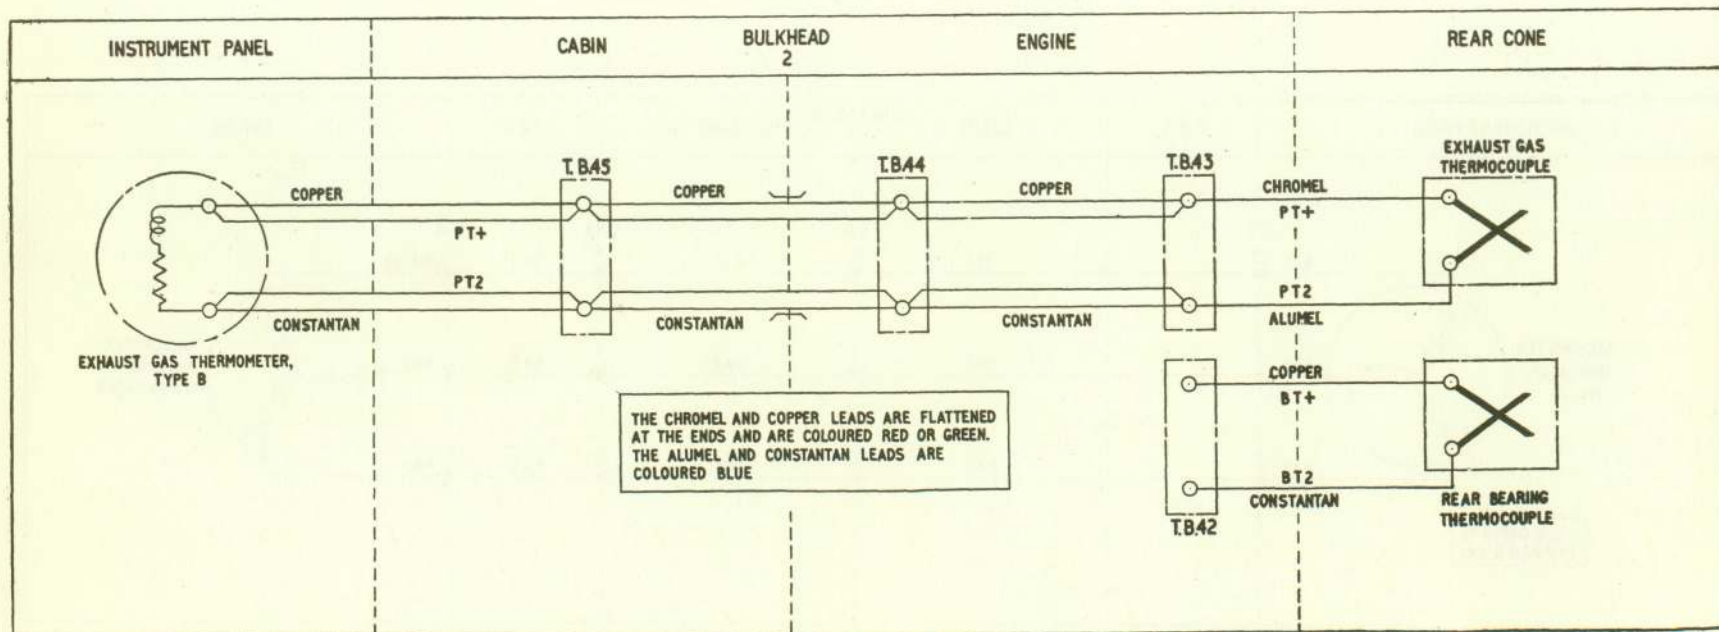 INSTRUMENT PANEL
CABIN
BULKHEAD
2
ENGINE
REAR CONE
T.B.45
T.B.44
T.B.43
EXHAUST GAS
THERMOCOUPLE
COPPER
COPPER
COPPER
CHROMEL
PT+
PT+
PT2
PT2
CONSTANTAN
CONSTANTAN
CONSTANTAN
ALUMEL
EXHAUST GAS THERMOMETER,
TYPE B
COPPER
BT+
THE CHROMEL AND COPPER LEADS ARE FLATTENED
AT THE ENDS AND ARE COLOURED RED OR GREEN.
THE ALUMEL AND CONSTANTAN LEADS ARE
COLOURED BLUE
BT2
CONSTANTAN
T.B.42
REAR BEARING
THERMOCOUPLE